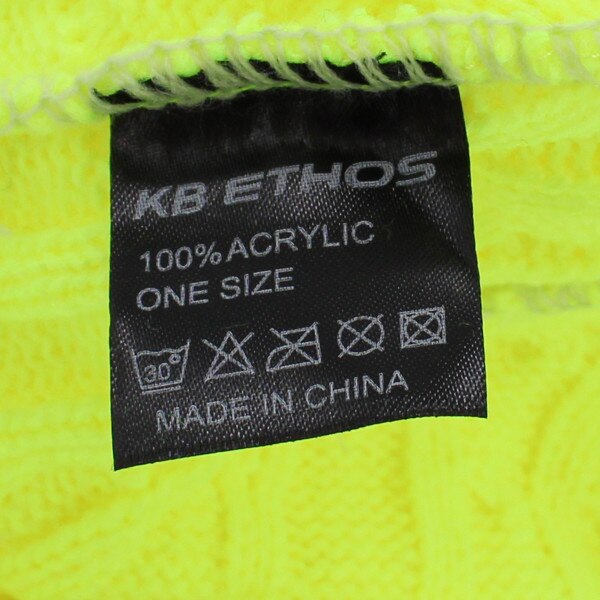 KB ETHOS
100% ACRYLIC
ONE SIZE
30°
MADE IN CHINA